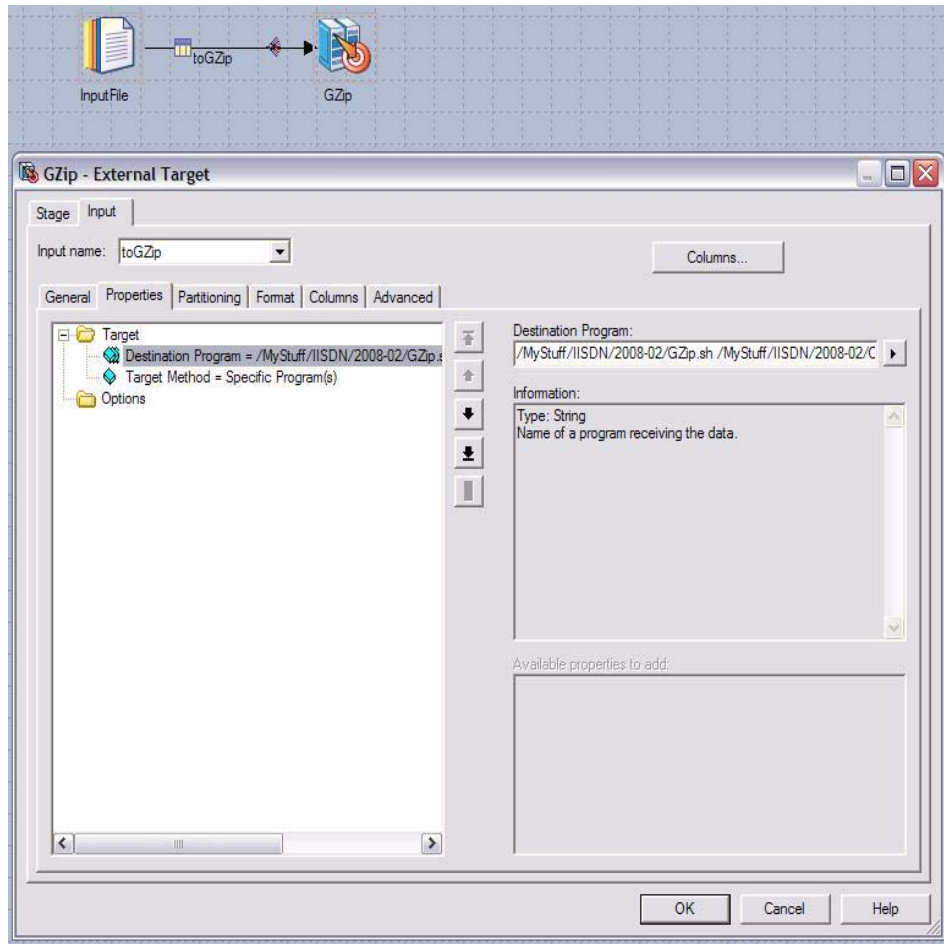 toGZip
InputFile
GZip
GZip - External Target
Stage
Input
Input name:
toGZip
Columns...
General
Properties
Partitioning
Format
Columns
Advanced
Target
Destination Program = /MyStuff/IISDN/2008-02/GZip.s
Target Method = Specific Program(s)
Options
Destination Program:
/MyStuff/IISDN/2008-02/GZip.sh /MyStuff/IISDN/2008-02/C
Information:
Type: String
Name of a program receiving the data.
Available properties to add:
OK
Cancel
Help